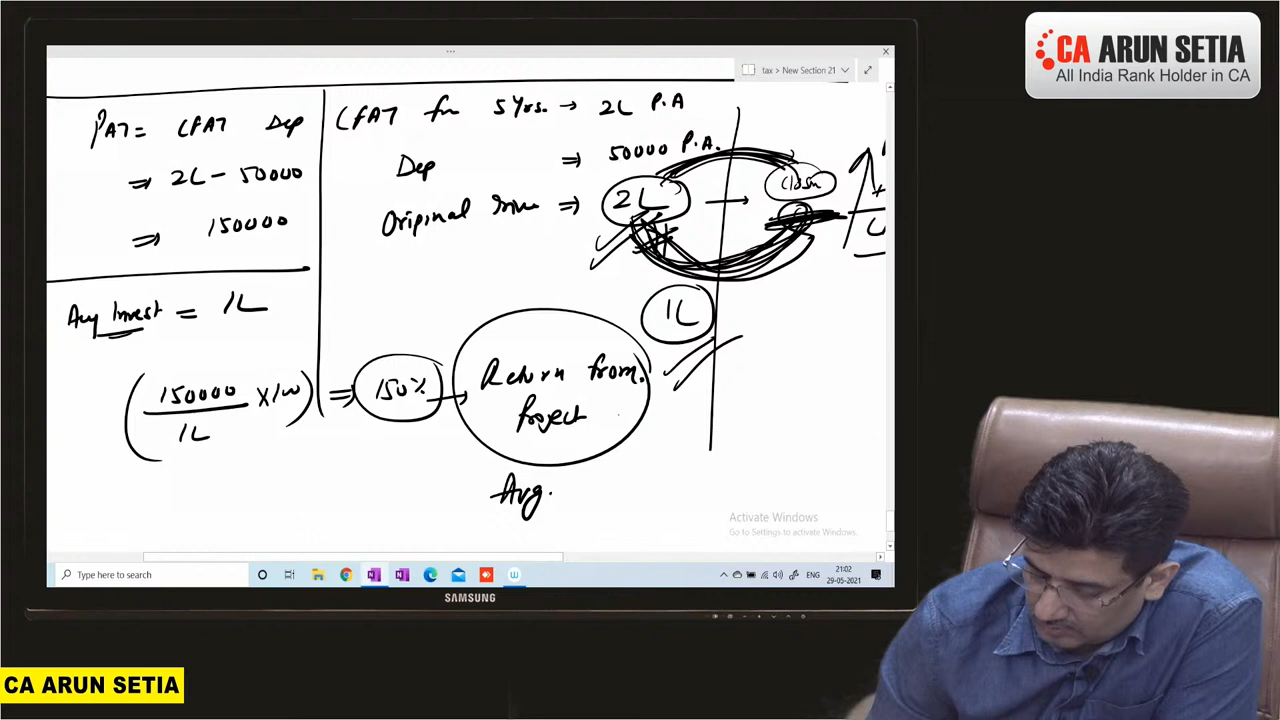 CA ARUN SETIA
All India Rank Holder in CA
tax > New Section 21
PAT = CFAT Dep
⇒ 2L - 50000
⇒ 150000
CFAT for 5 Yrs. → 2L P.A
Dep ⇒ 50000 P.A.
Original ⇒ 2L →
Avg Invest = 1L
1L
(150000 / 1L × 100) ⇒ 150% → Return from Project
Avg.
Activate Windows
Go to Settings to activate Windows.
Type here to search
ENG
21:02
29-05-2021
SAMSUNG
CA ARUN SETIA